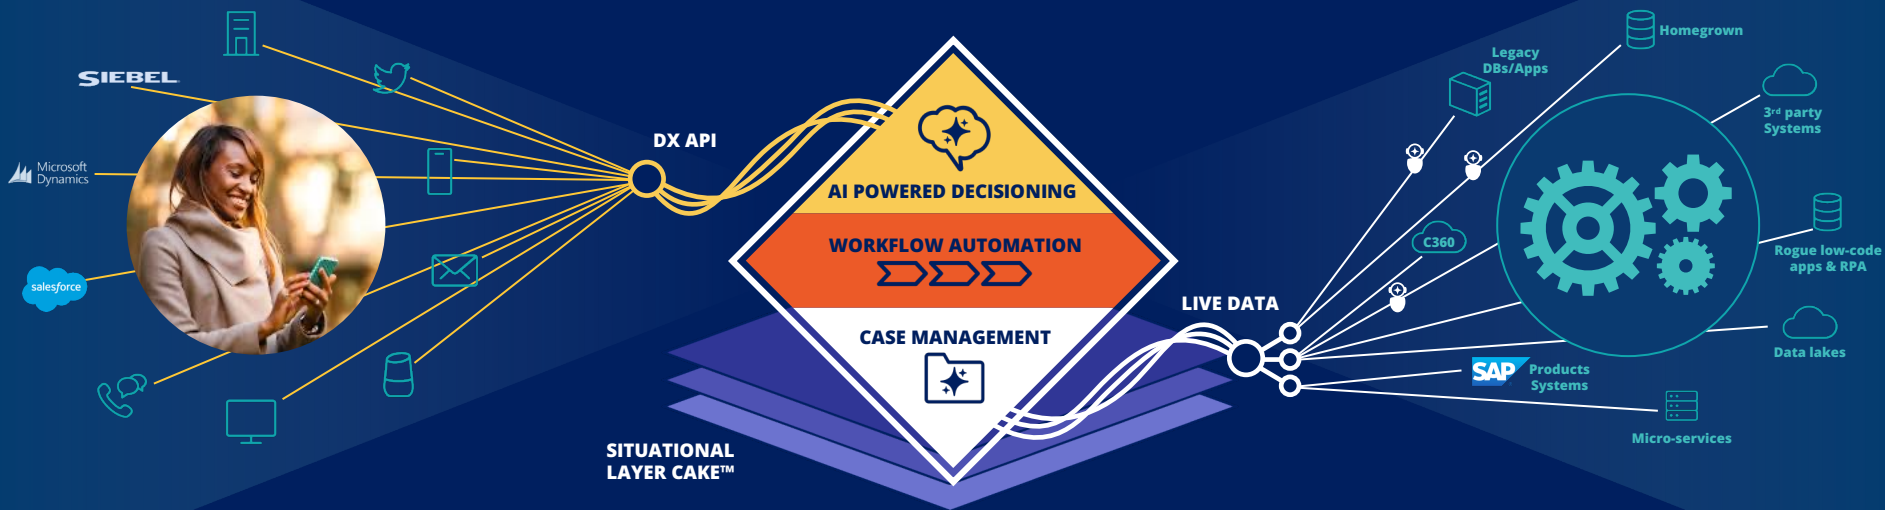 SIEBEL
Microsoft
Dynamics
salesforce
DX API
AI POWERED DECISIONING
WORKFLOW AUTOMATION
CASE MANAGEMENT
SITUATIONAL
LAYER CAKE™
LIVE DATA
Legacy
DBs/Apps
Homegrown
3rd party
Systems
C360
Rogue low-code
apps & RPA
Data lakes
SAP
Products
Systems
Micro-services